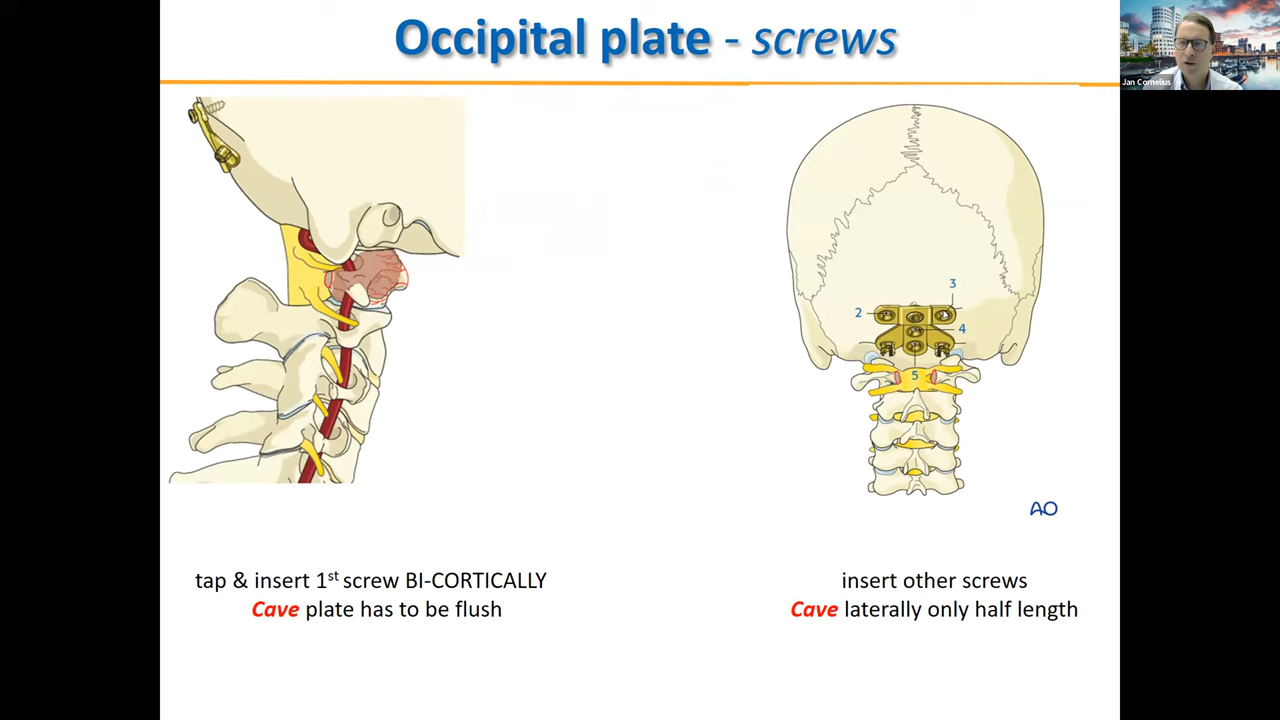 Occipital plate - screws
Jan Cornelius
3
2
4
5
AO
tap & insert 1st screw BI-CORTICALLY
Cave plate has to be flush
insert other screws
Cave laterally only half length